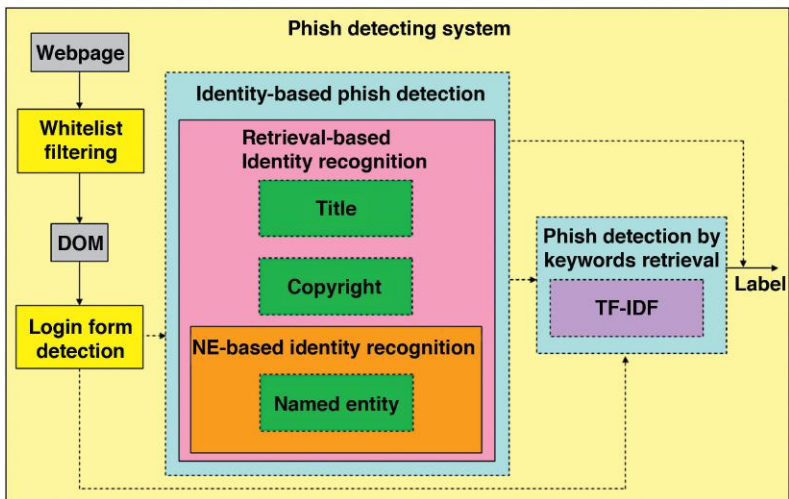 Phish detecting system
Webpage
Whitelist
filtering
DOM
Login form
detection
Identity-based phish detection
Retrieval-based
Identity recognition
Title
Copyright
NE-based identity recognition
Named entity
Phish detection by
keywords retrieval
TF-IDF
Label